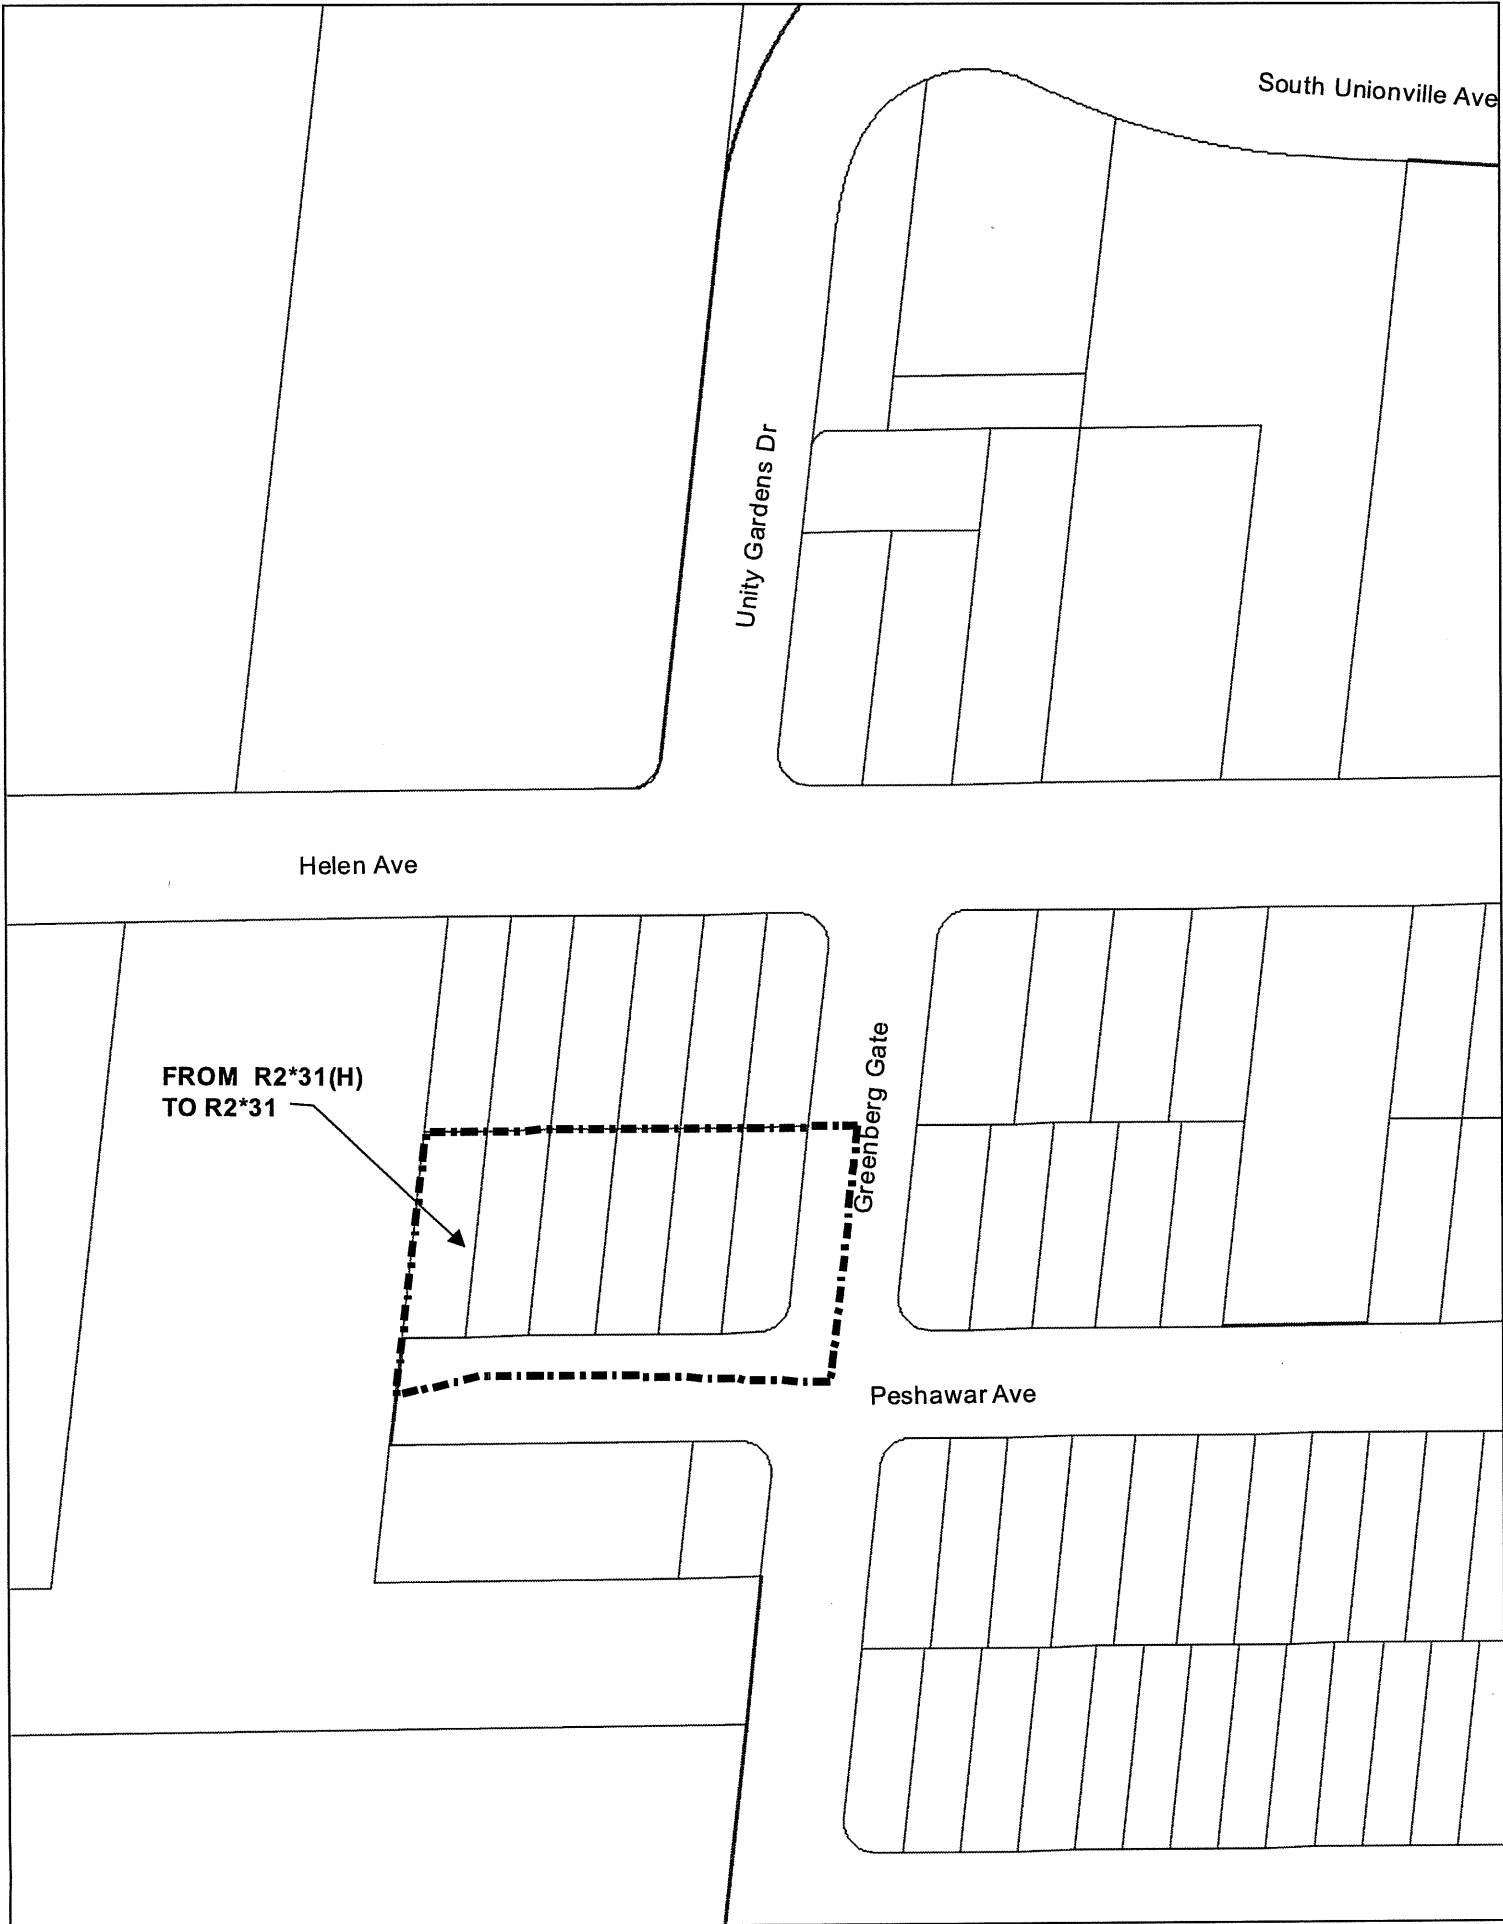 South Unionville Ave
Unity Gardens Dr
Helen Ave
Greenberg Gate
FROM R2*31(H)
TO R2*31
Peshawar Ave